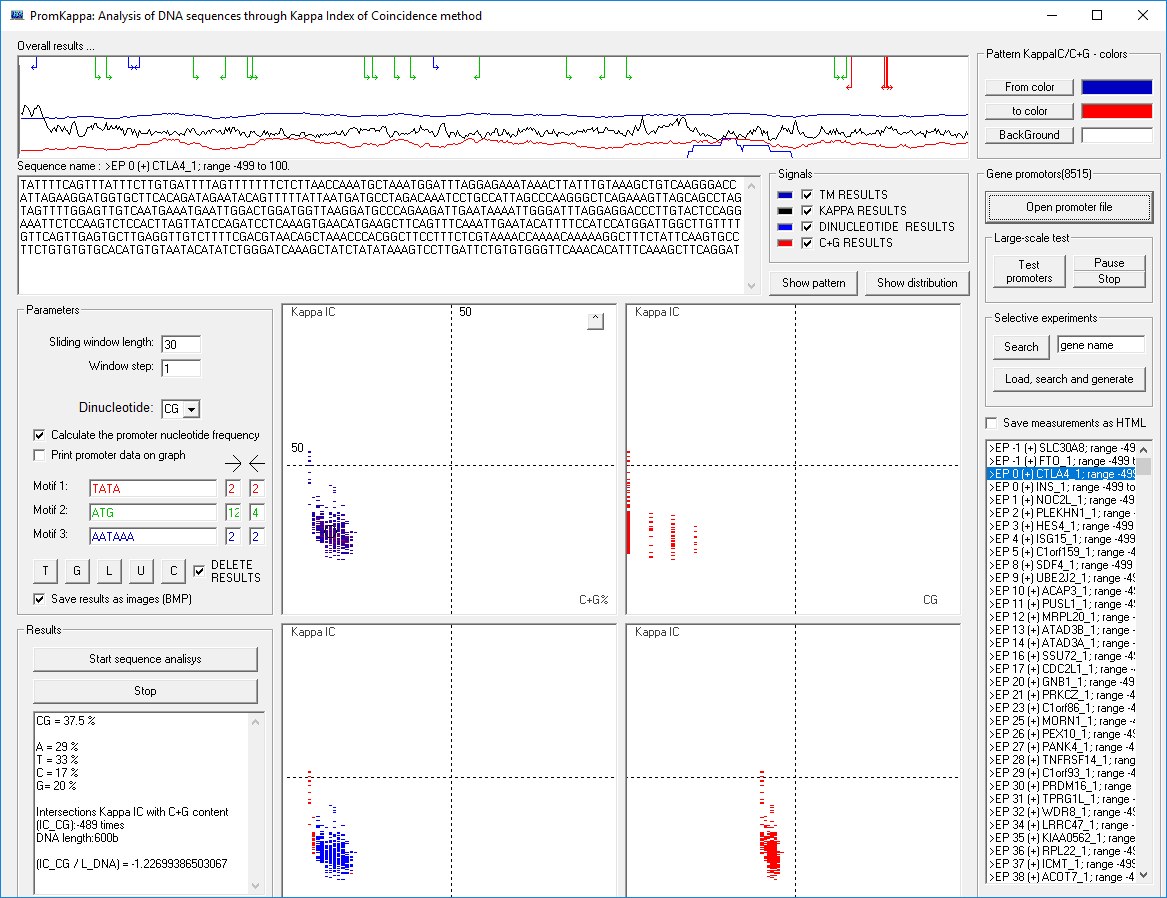 PromKappa: Analysis of DNA sequences through Kappa Index of Coincidence method
Overall results ...
Sequence name : >EP 0 (+) CTLA4_1; range -499 to 100.
TATTTTCAGTTTATTTCTTGTGATTTTAGTTTTTTTCTCTTAACCAAATGCTAAATGGATTTAGGAGAAATAAACTTATTTGTAAAGCTGTCAAGGGACC
ATTAGAAGGATGGTGCTTCACAGATAGAATACAGTTTTTATTAATGATGCCTAGACAAATCCTGCCATTAGCCCAAGGGCTCAGAAAGTTAGCAGCCTAG
TAGTTTTGGAGTTGTCAATGAAATGAATTGGACTGGATGGTTAAGGATGCCCAGAAGATTGAATAAAATTGGGATTTAGGAGGACCCTTGTACTCCAGG
AAATTCTCCAAGTCTCCACTTAGTTATCCAGATCCTCAAAGTGAACATGAAGCTTCAGTTTCAAATTGAATACATTTTCCATCCATGGATTGGCTTGTTTT
GTTCAGTTGAGTGCTTGAGGTTGTCTTTTCGACGTAACAGCTAAACCCACGGCTTCCTTTCTCGTAAAACCAAAACAAAAAGGCTTTCTATTCAAGTGCC
TTCTGTGTGTGCACATGTGTAATACATATCTGGGATCAAAGCTATCTATATAAAGTCCTTGATTCTGTGTGGGTTCAAACACATTTCAAAGCTTCAGGAT
Signals
TM RESULTS
KAPPA RESULTS
DINUCLEOTIDE RESULTS
C+G RESULTS
Show pattern
Show distribution
Pattern KappaIC/C+G - colors
From color
to color
BackGround
Gene promotors(8515)
Open promoter file
Large-scale test
Test promoters
Pause
Stop
Selective experiments
Search
gene name
Load, search and generate
Save measurements as HTML
>EP -1 (+) SLC30A8; range -49
>EP -1 (+) FTO_1; range -499 t
>EP 0 (+) CTLA4_1; range -499
>EP 0 (+) INS_1; range -499 to
>EP 1 (+) NOC2L_1; range -49
>EP 2 (+) PLEKHN1_1; range -
>EP 3 (+) HES4_1; range -499
>EP 4 (+) ISG15_1; range -499
>EP 5 (+) C1orf159_1; range -4
>EP 8 (+) SDF4_1; range -499
>EP 9 (+) UBE2J2_1; range -4
>EP 10 (+) ACAP3_1; range -4
>EP 11 (+) PUSL1_1; range -4
>EP 12 (+) MRPL20_1; range -
>EP 13 (+) ATAD3B_1; range -
>EP 14 (+) ATAD3A_1; range -
>EP 16 (+) SSU72_1; range -4
>EP 17 (+) CDC2L1_1; range -
>EP 20 (+) GNB1_1; range -49
>EP 21 (+) PRKCZ_1; range -4
>EP 23 (+) C1orf86_1; range -4
>EP 25 (+) MORN1_1; range -
>EP 26 (+) PEX10_1; range -4
>EP 27 (+) PANK4_1; range -4
>EP 28 (+) TNFRSF14_1; rang
>EP 29 (+) C1orf93_1; range -4
>EP 30 (+) PRDM16_1; range
>EP 31 (+) TPRG1L_1; range -
>EP 32 (+) WDR8_1; range -4
>EP 34 (+) LRRC47_1; range -
>EP 35 (+) KIAA0562_1; range
>EP 36 (+) RPL22_1; range -4
>EP 37 (+) ICMT_1; range -499
>EP 38 (+) ACOT7_1; range -4
Parameters
Sliding window length: 30
Window step: 1
Dinucleotide: CG
Calculate the promoter nucleotide frequency
Print promoter data on graph
Motif 1: TATA 2 2
Motif 2: ATG 12 4
Motif 3: AATAAA 2 2
T G L U C
DELETE RESULTS
Save results as images (BMP)
Results
Start sequence analisys
Stop
CG = 37.5 %
A = 29 %
T = 33 %
C = 17 %
G= 20 %
Intersections Kappa IC with C+G content
(IC_CG):-489 times
DNA length:600b
(IC_CG / L_DNA) = -1.22699386503067
Kappa IC
50
50
C+G%
Kappa IC
CG
Kappa IC
Kappa IC